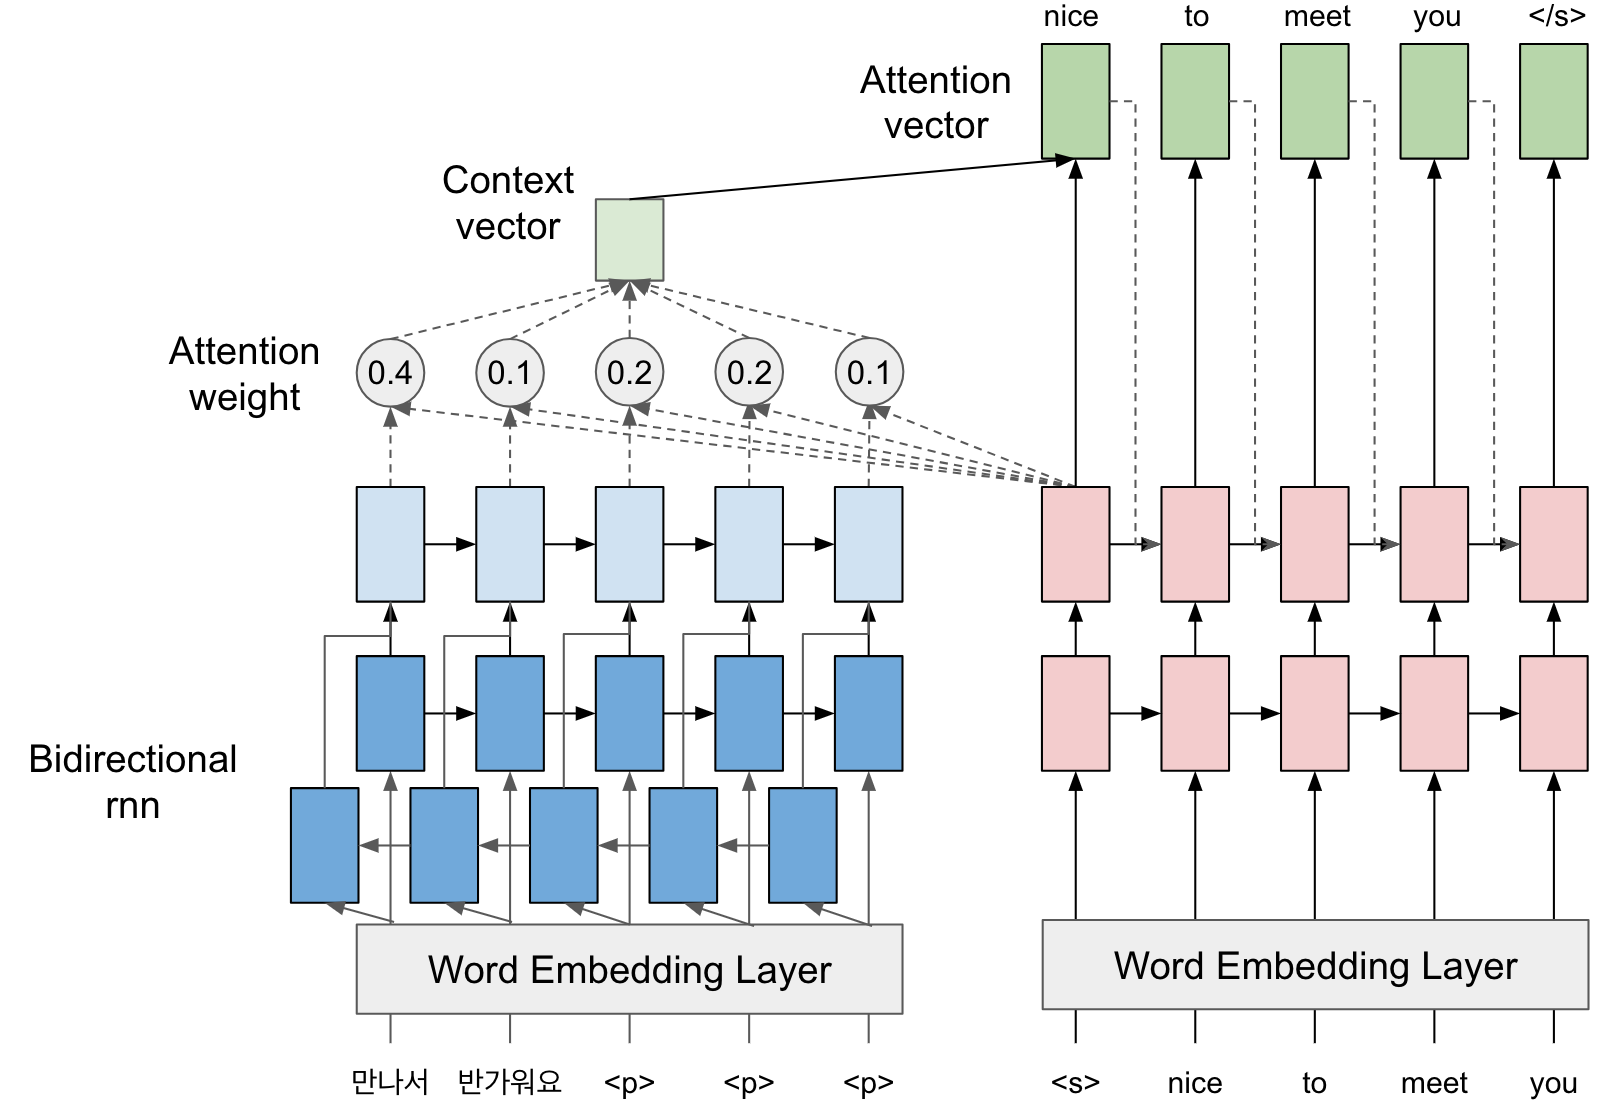 nice to meet you </s>
Attention
vector
Context
vector
Attention
weight
0.4 0.1 0.2 0.2 0.1
Bidirectional
rnn
Word Embedding Layer
Word Embedding Layer
만나서 반가워요 <p> <p> <p>
<s> nice to meet you